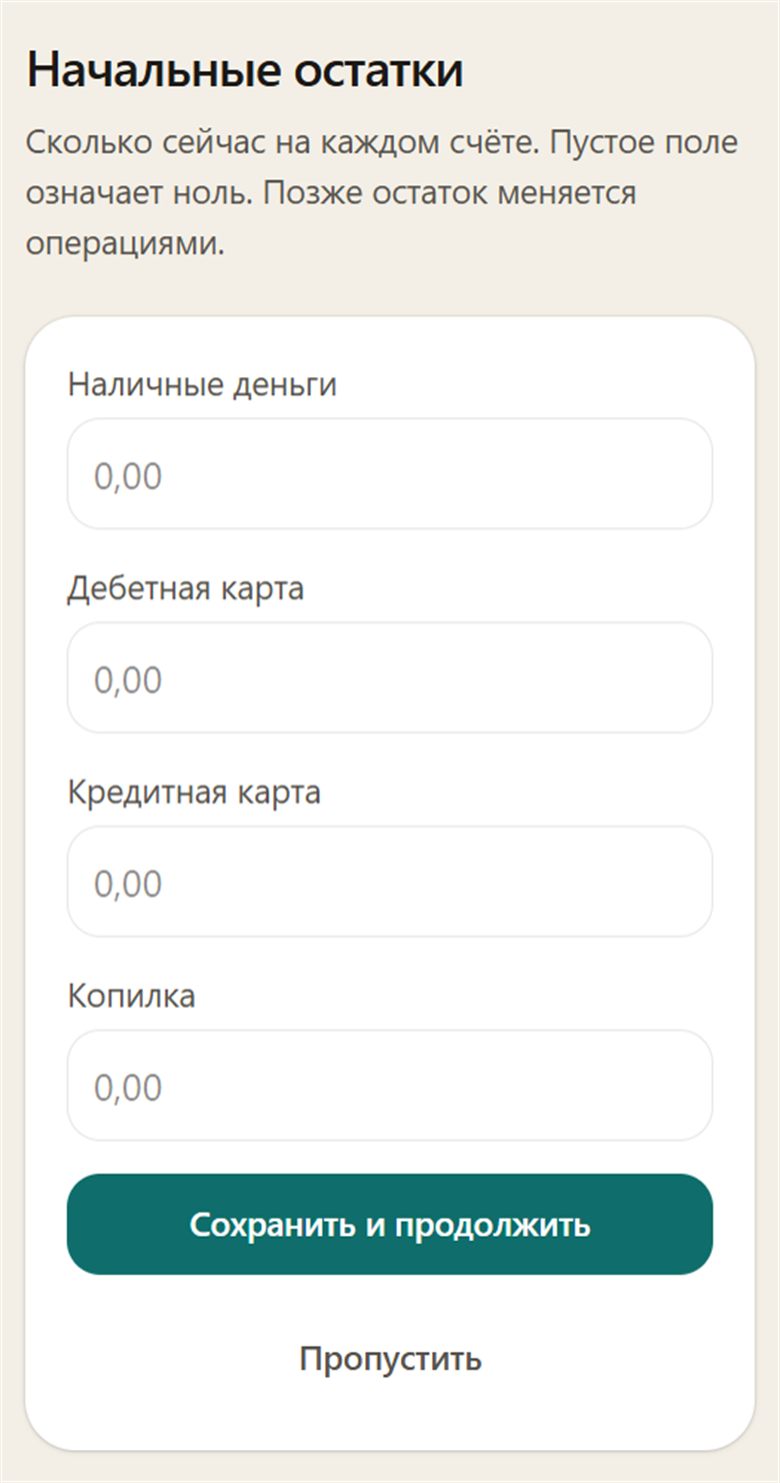 Начальные остатки
Сколько сейчас на каждом счёте. Пустое поле
означает ноль. Позже остаток меняется
операциями.
Наличные деньги
0,00
Дебетная карта
0,00
Кредитная карта
0,00
Копилка
0,00
Сохранить и продолжить
Пропустить